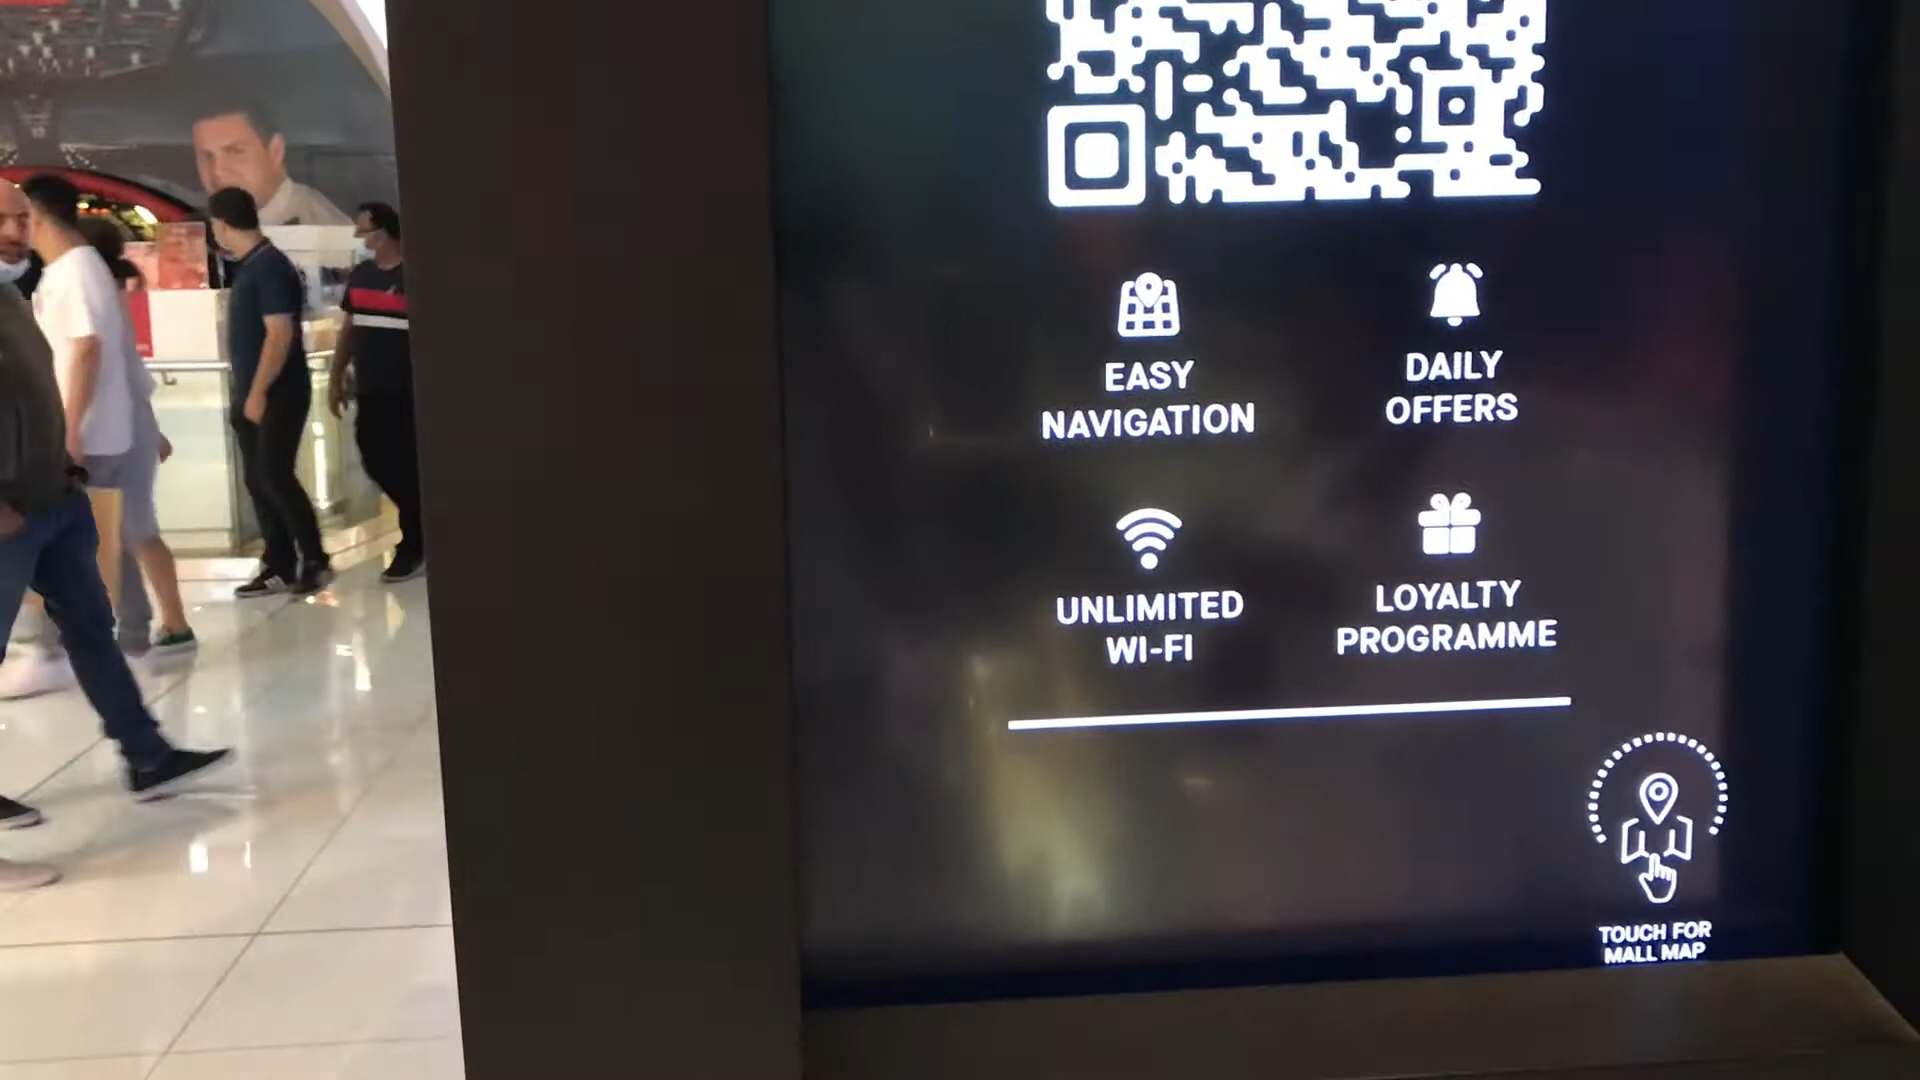 EASY
NAVIGATION
DAILY
OFFERS
UNLIMITED
WI-FI
LOYALTY
PROGRAMME
TOUCH FOR
MALL MAP